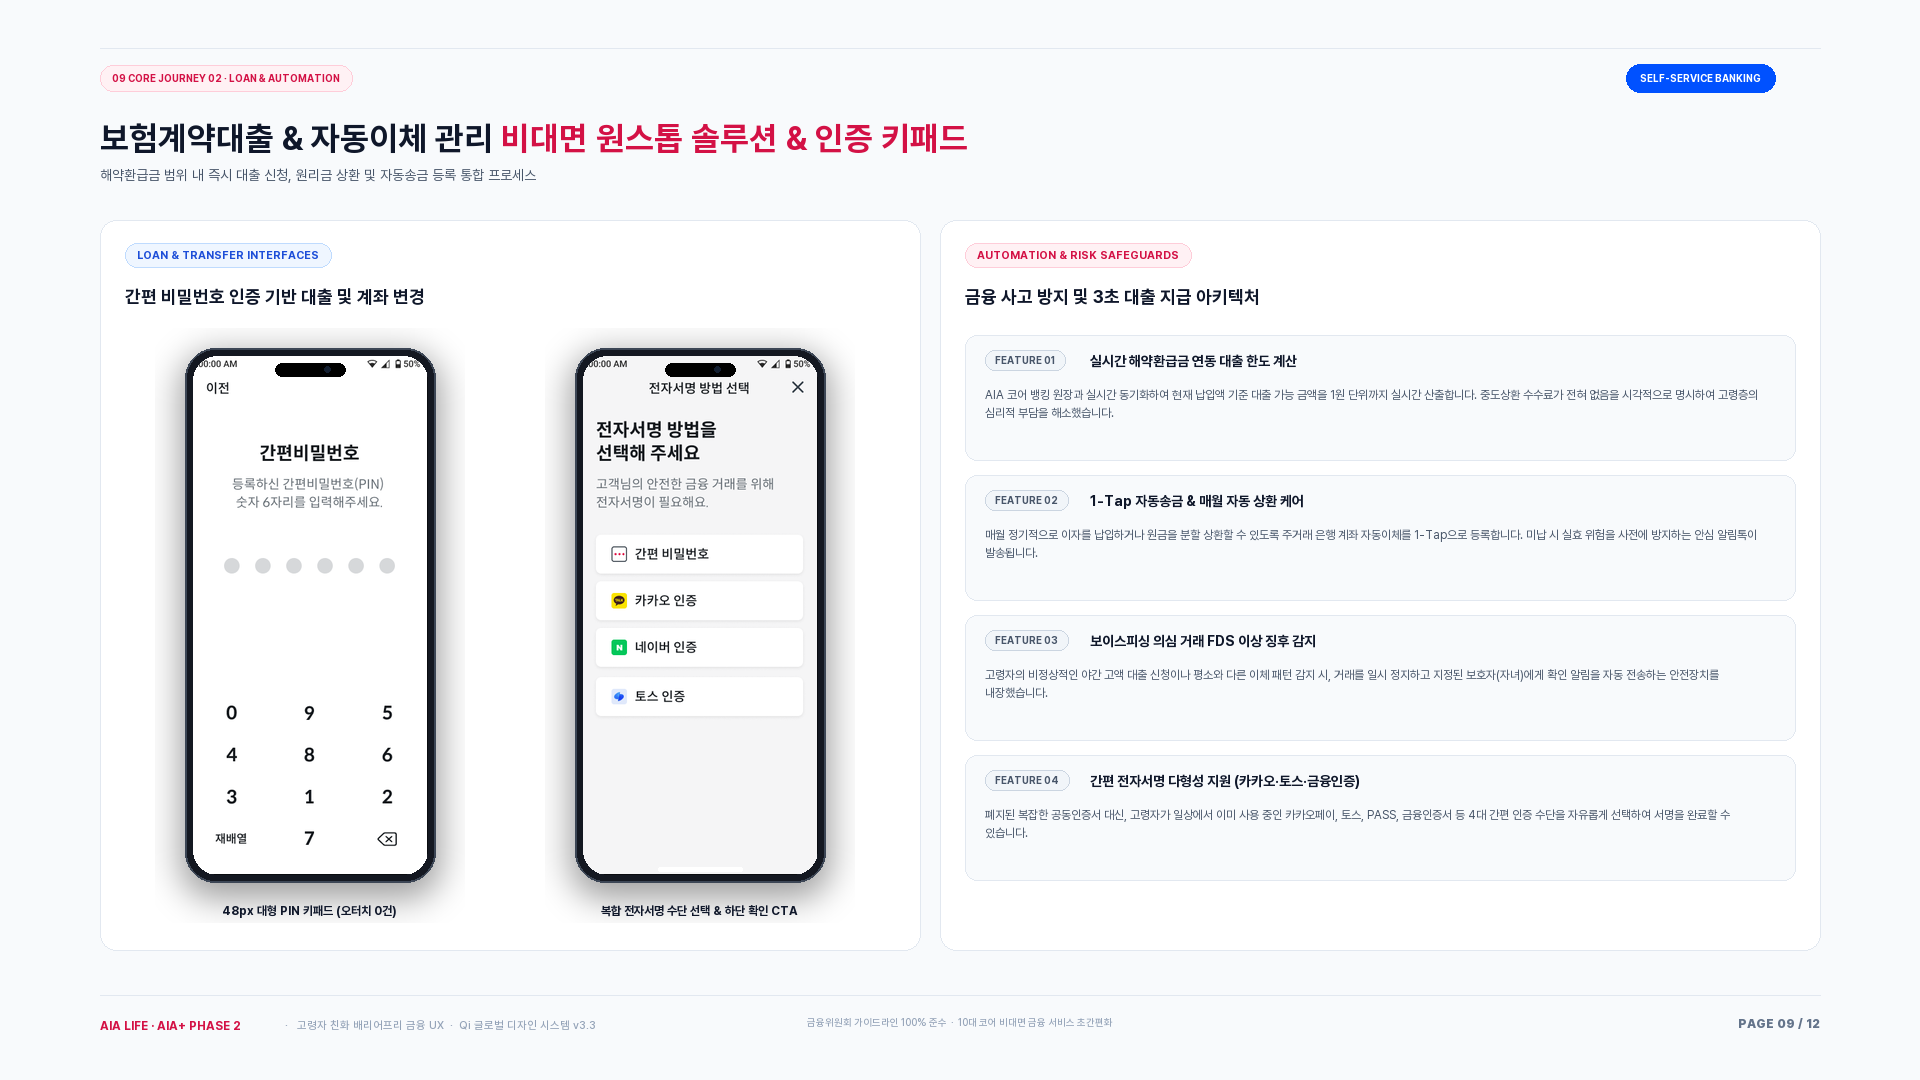 09 CORE JOURNEY 02 · LOAN & AUTOMATION
SELF-SERVICE BANKING
보험계약대출 & 자동이체 관리 비대면 원스톱 솔루션 & 인증 키패드
해약환급금 범위 내 즉시 대출 신청, 원리금 상환 및 자동송금 등록 통합 프로세스
LOAN & TRANSFER INTERFACES
간편 비밀번호 인증 기반 대출 및 계좌 변경
00:00 AM
50%
이전
간편비밀번호
등록하신 간편비밀번호(PIN)
숫자 6자리를 입력해주세요.
0 9 5
4 8 6
3 1 2
재배열 7
48px 대형 PIN 키패드 (오터치 0건)
00:00 AM
50%
전자서명 방법 선택
전자서명 방법을
선택해 주세요
고객님의 안전한 금융 거래를 위해
전자서명이 필요해요.
간편 비밀번호
카카오 인증
네이버 인증
토스 인증
복합 전자서명 수단 선택 & 하단 확인 CTA
AUTOMATION & RISK SAFEGUARDS
금융 사고 방지 및 3초 대출 지급 아키텍처
FEATURE 01 실시간 해약환급금 연동 대출 한도 계산
AIA 코어 뱅킹 원장과 실시간 동기화하여 현재 납입액 기준 대출 가능 금액을 1원 단위까지 실시간 산출합니다. 중도상환 수수료가 전혀 없음을 시각적으로 명시하여 고령층의
심리적 부담을 해소했습니다.
FEATURE 02 1-Tap 자동송금 & 매월 자동 상환 케어
매월 정기적으로 이자를 납입하거나 원금을 분할 상환할 수 있도록 주거래 은행 계좌 자동이체를 1-Tap으로 등록합니다. 미납 시 실효 위험을 사전에 방지하는 안심 알림톡이
발송됩니다.
FEATURE 03 보이스피싱 의심 거래 FDS 이상 징후 감지
고령자의 비정상적인 야간 고액 대출 신청이나 평소와 다른 이체 패턴 감지 시, 거래를 일시 정지하고 지정된 보호자(자녀)에게 확인 알림을 자동 전송하는 안전장치를
내장했습니다.
FEATURE 04 간편 전자서명 다형성 지원 (카카오·토스·금융인증)
폐지된 복잡한 공동인증서 대신, 고령자가 일상에서 이미 사용 중인 카카오페이, 토스, PASS, 금융인증서 등 4대 간편 인증 수단을 자유롭게 선택하여 서명을 완료할 수
있습니다.
AIA LIFE · AIA+ PHASE 2 · 고령자 친화 배리어프리 금융 UX · Qi 글로벌 디자인 시스템 v3.3
금융위원회 가이드라인 100% 준수 · 10대 코어 비대면 금융 서비스 초간편화
PAGE 09 / 12